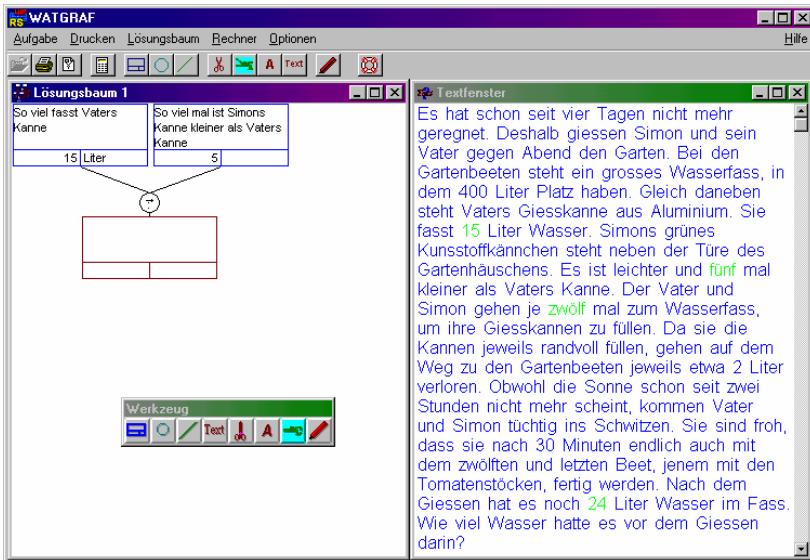 WATGRAF
Aufgabe Drucken Lösungsbaum Rechner Optionen Hilfe
A Text
Lösungsbaum 1
So viel fasst Vaters
Kanne
15 Liter
So viel mal ist Simons
Kanne kleiner als Vaters
Kanne
5
Werkzeug
Text A
Textfenster
Es hat schon seit vier Tagen nicht mehr
geregnet. Deshalb giessen Simon und sein
Vater gegen Abend den Garten. Bei den
Gartenbeeten steht ein grosses Wasserfass, in
dem 400 Liter Platz haben. Gleich daneben
steht Vaters Giesskanne aus Aluminium. Sie
fasst 15 Liter Wasser. Simons grünes
Kunsstoffkännchen steht neben der Türe des
Gartenhäuschens. Es ist leichter und fünf mal
kleiner als Vaters Kanne. Der Vater und
Simon gehen je zwölf mal zum Wasserfass,
um ihre Giesskannen zu füllen. Da sie die
Kannen jeweils randvoll füllen, gehen auf dem
Weg zu den Gartenbeeten jeweils etwa 2 Liter
verloren. Obwohl die Sonne schon seit zwei
Stunden nicht mehr scheint, kommen Vater
und Simon tüchtig ins Schwitzen. Sie sind froh,
dass sie nach 30 Minuten endlich auch mit
dem zwölften und letzten Beet, jenem mit den
Tomatenstöcken, fertig werden. Nach dem
Giessen hat es noch 24 Liter Wasser im Fass.
Wie viel Wasser hatte es vor dem Giessen
darin?